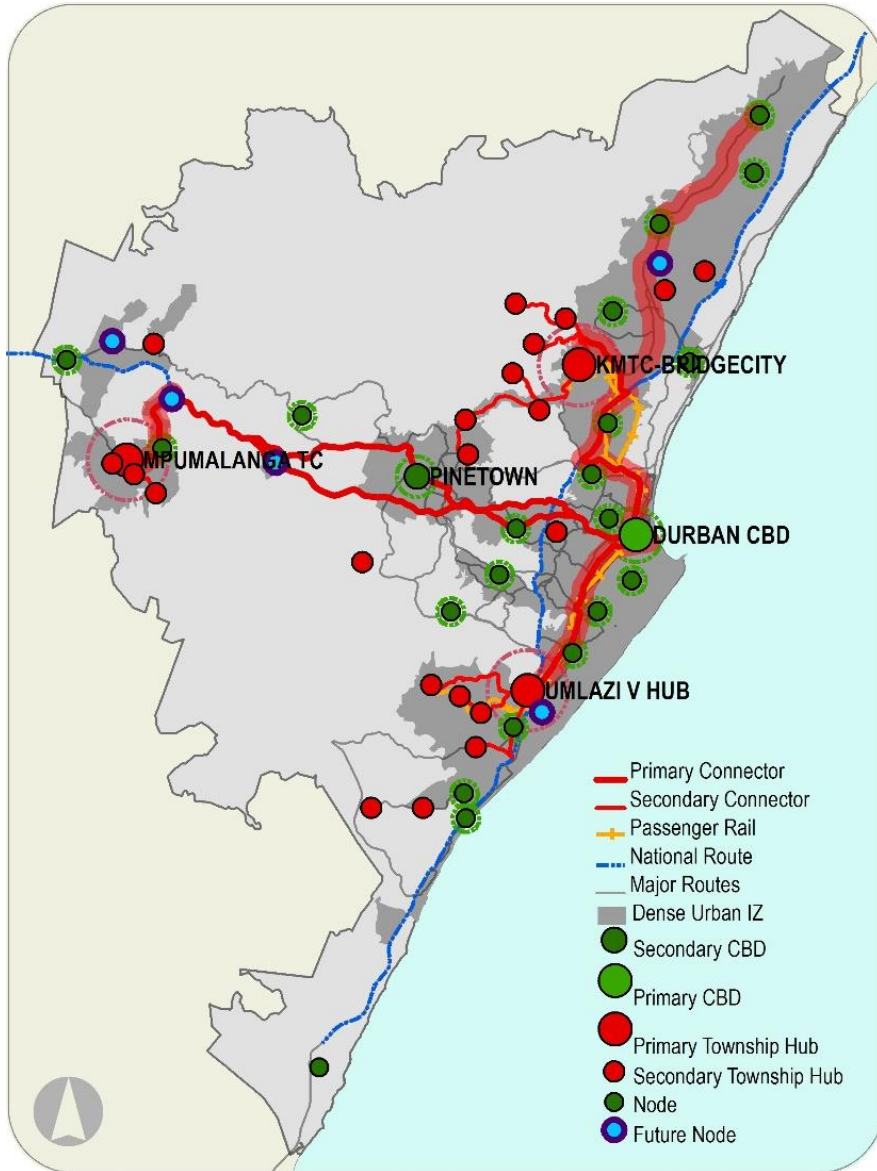 KMTC-BRIDGECITY
MPUMALANGA TC
PINETOWN
DURBAN CBD
UMLAZI V HUB
Primary Connector
Secondary Connector
Passenger Rail
National Route
Major Routes
Dense Urban IZ
Secondary CBD
Primary CBD
Primary Township Hub
Secondary Township Hub
Node
Future Node